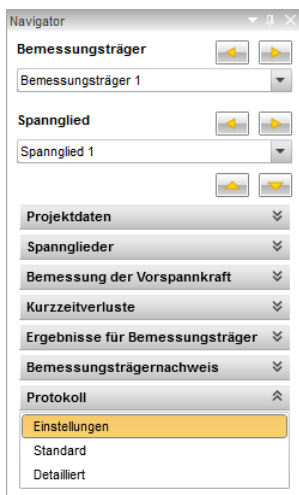 Navigator
Bemessungsträger
Bemessungsträger 1
Spannglied
Spannglied 1
Projektdaten
Spannglieder
Bemessung der Vorspannkraft
Kurzzeitverluste
Ergebnisse für Bemessungsträger
Bemessungsträgernachweis
Protokoll
Einstellungen
Standard
Detailliert